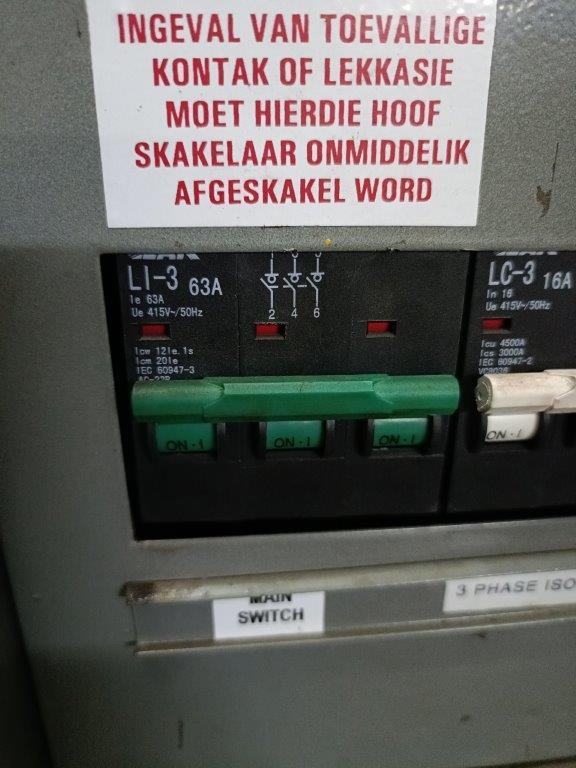 INGEVAL VAN TOEVALLIGE
KONTAK OF LEKKASIE
MOET HIERDIE HOOF
SKAKELAAR ONMIDDELIK
AFGESKAKEL WORD
LI-3 63A
Ie 63A
Ue 415V~/50Hz
2 4 6
Icw 12Ie.1s
Icm 20Ie
IEC 60947-3
ON·I
ON·I
ON·I
LC-3 16A
In 16
Ue 415V~/50Hz
Icu 4500A
Ics 3000A
IEC 60947-2
VC8036
ON·I
MAIN
SWITCH
3 PHASE ISO